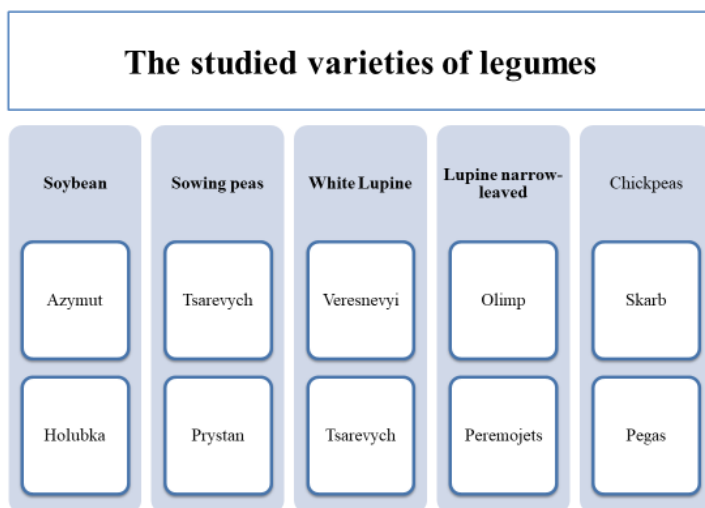 The studied varieties of legumes
Soybean
Azymut
Holubka
Sowing peas
Tsarevych
Prystan
White Lupine
Veresnevyi
Tsarevych
Lupine narrow-
leaved
Olimp
Peremojets
Chickpeas
Skarb
Pegas